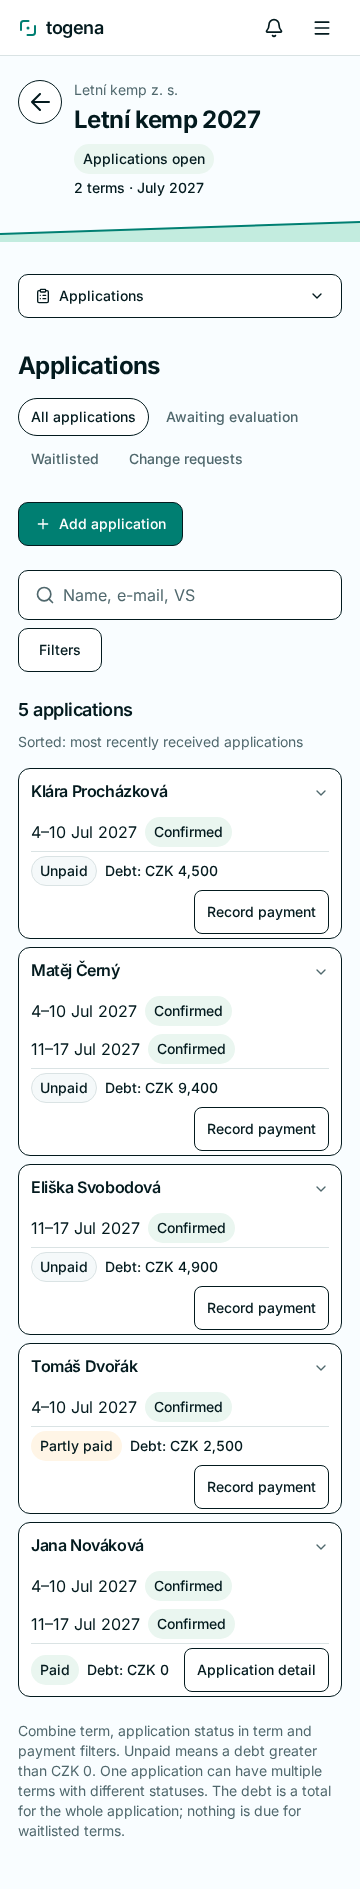 togena
Letní kemp z. s.
Letní kemp 2027
Applications open
2 terms · July 2027
Applications
Applications
All applications
Awaiting evaluation
Waitlisted
Change requests
Add application
Name, e-mail, VS
Filters
5 applications
Sorted: most recently received applications
Klára Procházková
4–10 Jul 2027 Confirmed
Unpaid Debt: CZK 4,500
Record payment
Matěj Černý
4–10 Jul 2027 Confirmed
11–17 Jul 2027 Confirmed
Unpaid Debt: CZK 9,400
Record payment
Eliška Svobodová
11–17 Jul 2027 Confirmed
Unpaid Debt: CZK 4,900
Record payment
Tomáš Dvořák
4–10 Jul 2027 Confirmed
Partly paid Debt: CZK 2,500
Record payment
Jana Nováková
4–10 Jul 2027 Confirmed
11–17 Jul 2027 Confirmed
Paid Debt: CZK 0 Application detail
Combine term, application status in term and
payment filters. Unpaid means a debt greater
than CZK 0. One application can have multiple
terms with different statuses. The debt is a total
for the whole application; nothing is due for
waitlisted terms.